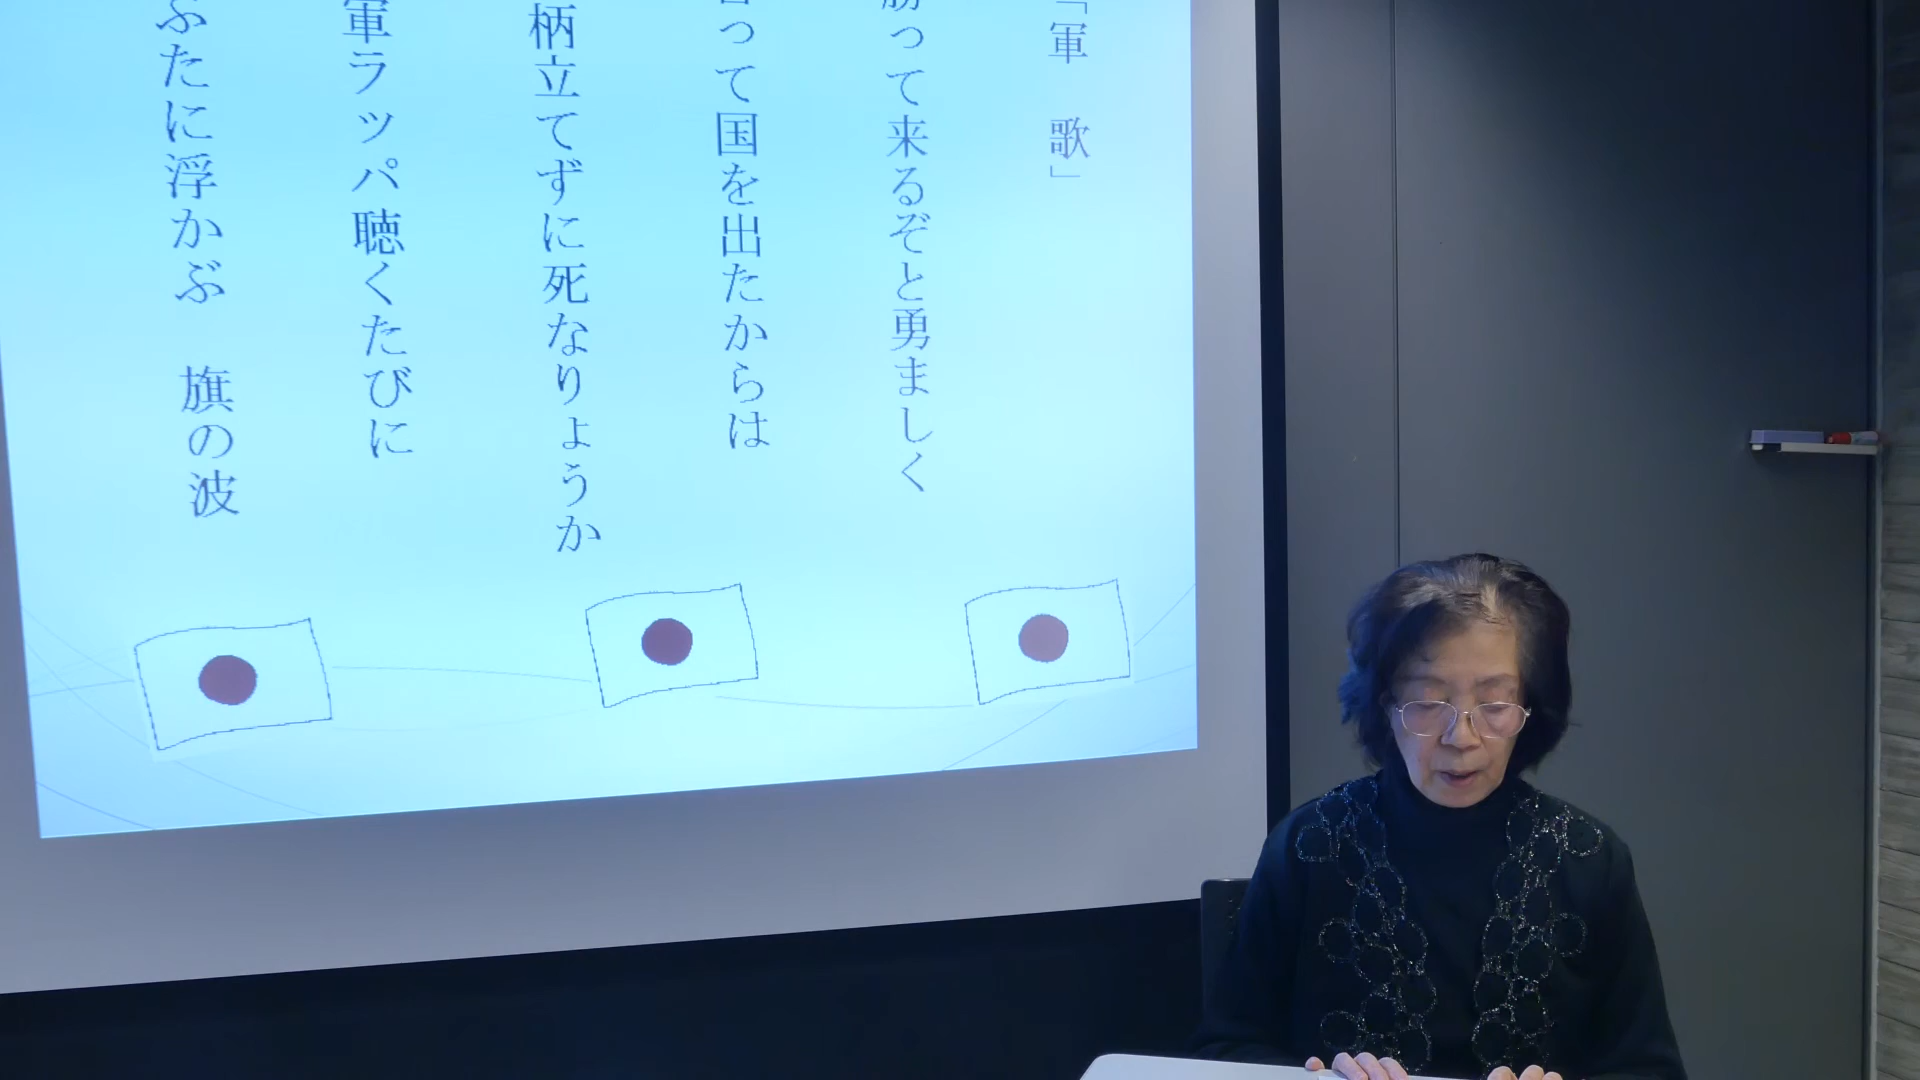 「軍　歌」
勝って来るぞと勇ましく
って国を出たからは
柄立てずに死なりょうか
軍ラッパ聴くたびに
ぶたに浮かぶ　旗の波